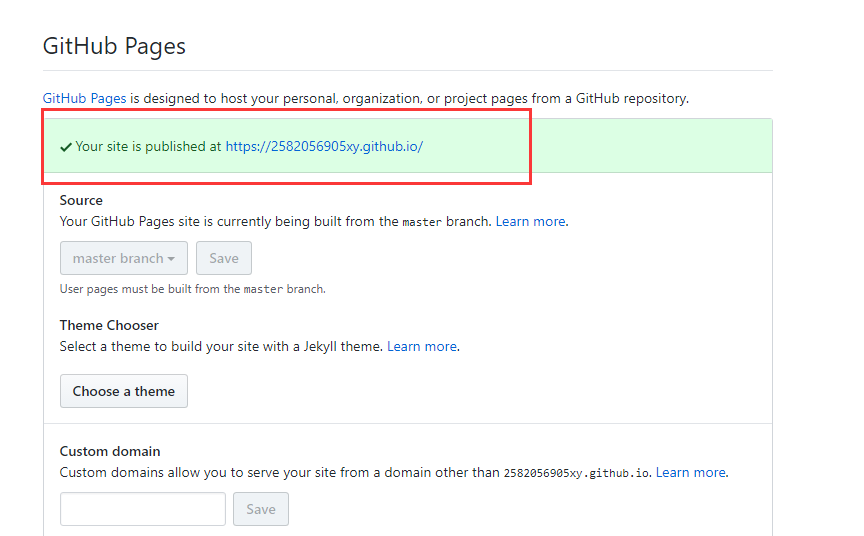 GitHub Pages
GitHub Pages is designed to host your personal, organization, or project pages from a GitHub repository.
Your site is published at https://2582056905xy.github.io/
Source
Your GitHub Pages site is currently being built from the master branch. Learn more.
master branch Save
User pages must be built from the master branch.
Theme Chooser
Select a theme to build your site with a Jekyll theme. Learn more.
Choose a theme
Custom domain
Custom domains allow you to serve your site from a domain other than 2582056905xy.github.io. Learn more.
Save